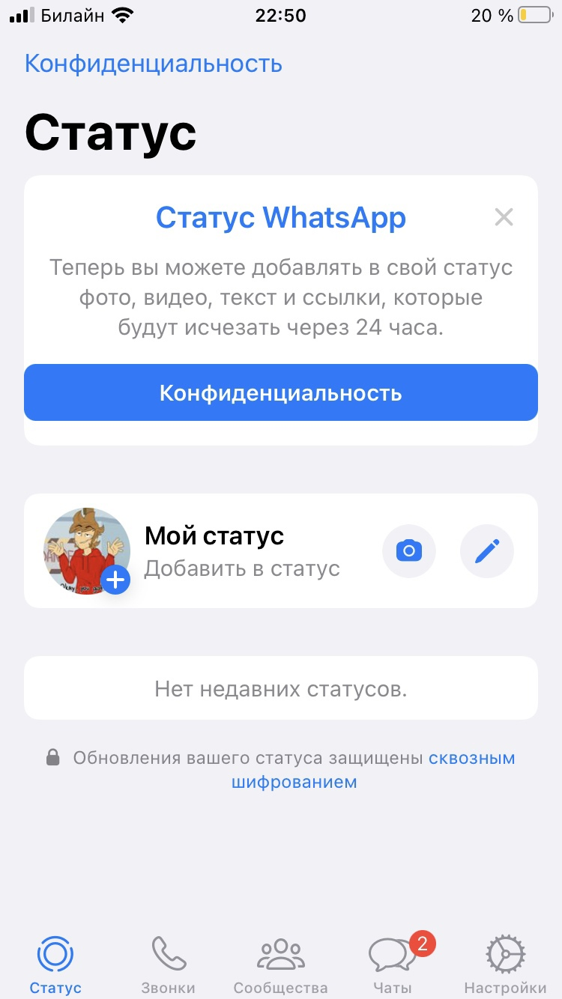 Билайн 22:50 20 %
Конфиденциальность
Статус
Статус WhatsApp
Теперь вы можете добавлять в свой статус
фото, видео, текст и ссылки, которые
будут исчезать через 24 часа.
Конфиденциальность
Мой статус
Добавить в статус
Нет недавних статусов.
Обновления вашего статуса защищены сквозным
шифрованием
2
Статус Звонки Сообщества Чаты Настройки